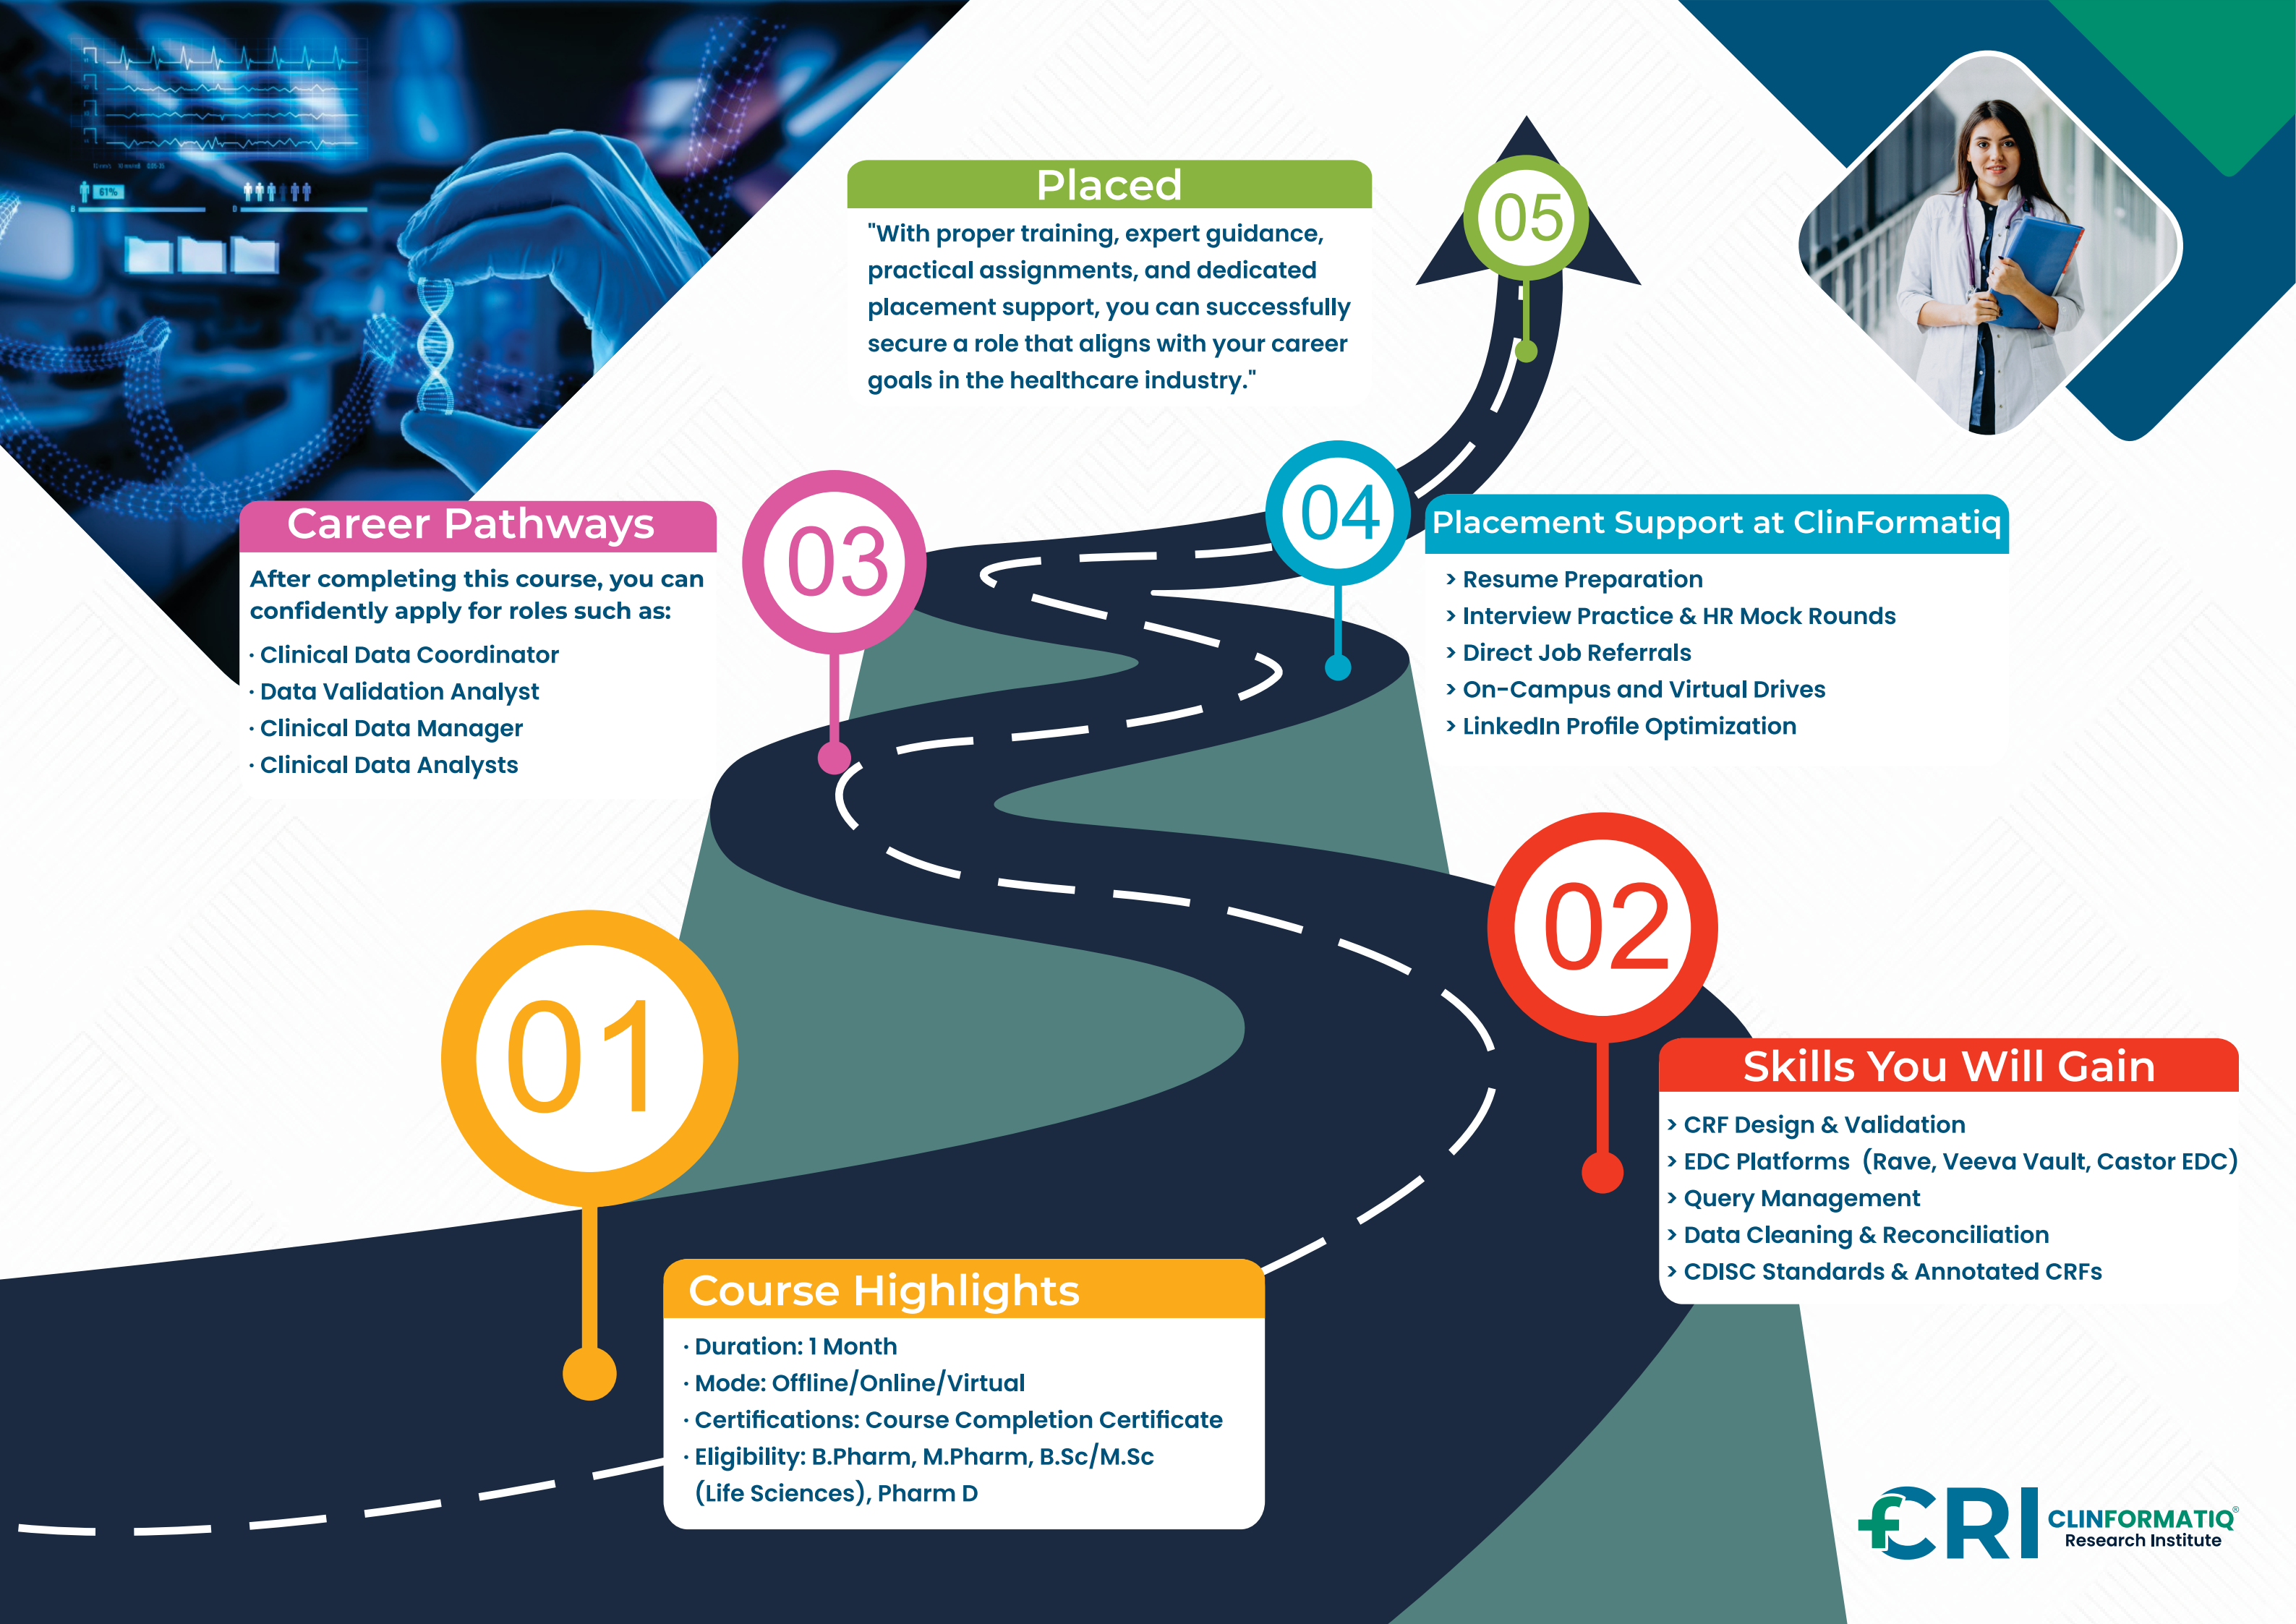 61%
Placed
"With proper training, expert guidance,
practical assignments, and dedicated
placement support, you can successfully
secure a role that aligns with your career
goals in the healthcare industry."
05
Career Pathways
After completing this course, you can
confidently apply for roles such as:
· Clinical Data Coordinator
· Data Validation Analyst
· Clinical Data Manager
· Clinical Data Analysts
03
04
Placement Support at ClinFormatiq
> Resume Preparation
> Interview Practice & HR Mock Rounds
> Direct Job Referrals
> On-Campus and Virtual Drives
> LinkedIn Profile Optimization
02
Skills You Will Gain
> CRF Design & Validation
> EDC Platforms (Rave, Veeva Vault, Castor EDC)
> Query Management
> Data Cleaning & Reconciliation
> CDISC Standards & Annotated CRFs
01
Course Highlights
· Duration: 1 Month
· Mode: Offline/Online/Virtual
· Certifications: Course Completion Certificate
· Eligibility: B.Pharm, M.Pharm, B.Sc/M.Sc
(Life Sciences), Pharm D
fCRI
CLINFORMATIQ®
Research Institute